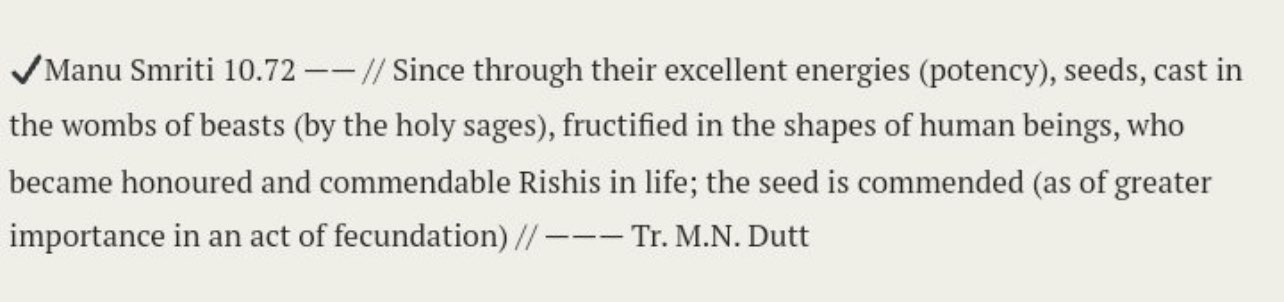 ✓Manu Smriti 10.72 —— // Since through their excellent energies (potency), seeds, cast in
the wombs of beasts (by the holy sages), fructified in the shapes of human beings, who
became honoured and commendable Rishis in life; the seed is commended (as of greater
importance in an act of fecundation) // ——— Tr. M.N. Dutt